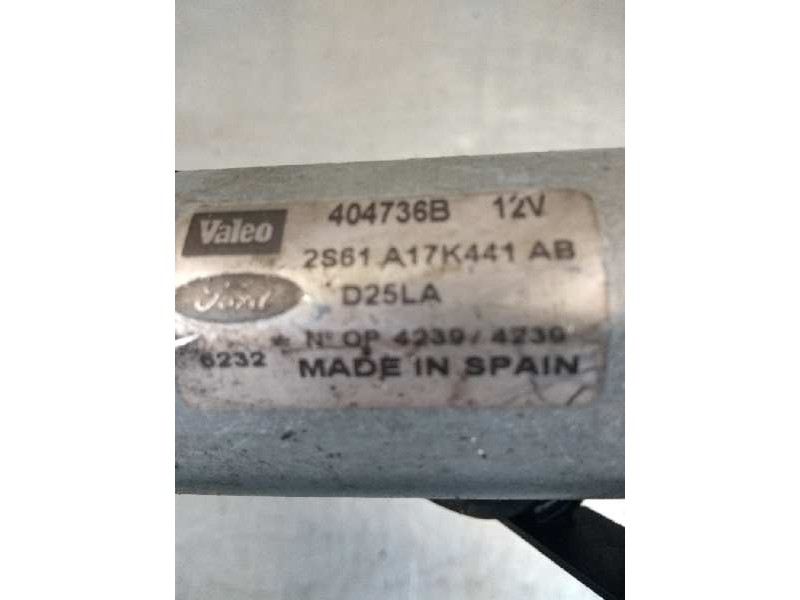 Valeo 404736B 12V
2S61 A17K441 AB
Ford D25LA
* Nº OP 4239 / 4239
6232 MADE IN SPAIN